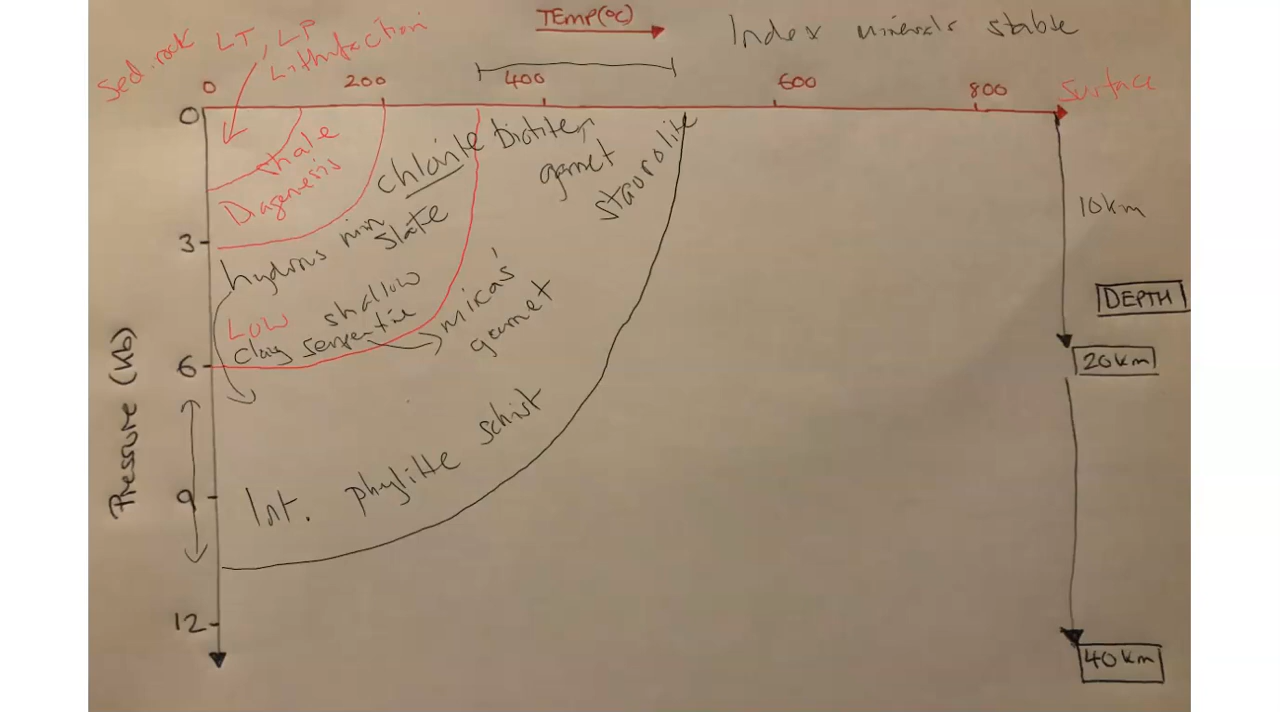 TEMP(°C)
Index minerals stable
Sed. rock LT, LP
Lithifaction
0 200 400 600 800
Surface
0
shale
Diagenesis
chlorite
biotite,
garnet
staurolite
3
hydrous min
slate
10km
DEPTH
Low shallow
clay serpentine
mica's
garnet
6
20km
Pressure (Kb)
9
Int. phylitte schist
12
40km